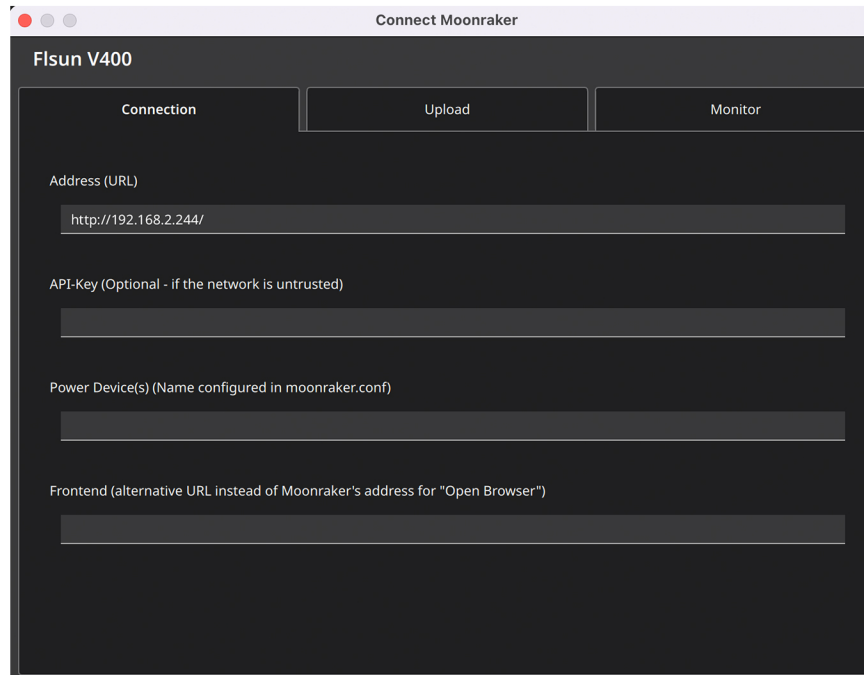 Connect Moonraker
Flsun V400
Connection
Upload
Monitor
Address (URL)
http://192.168.2.244/
API-Key (Optional - if the network is untrusted)
Power Device(s) (Name configured in moonraker.conf)
Frontend (alternative URL instead of Moonraker's address for "Open Browser")